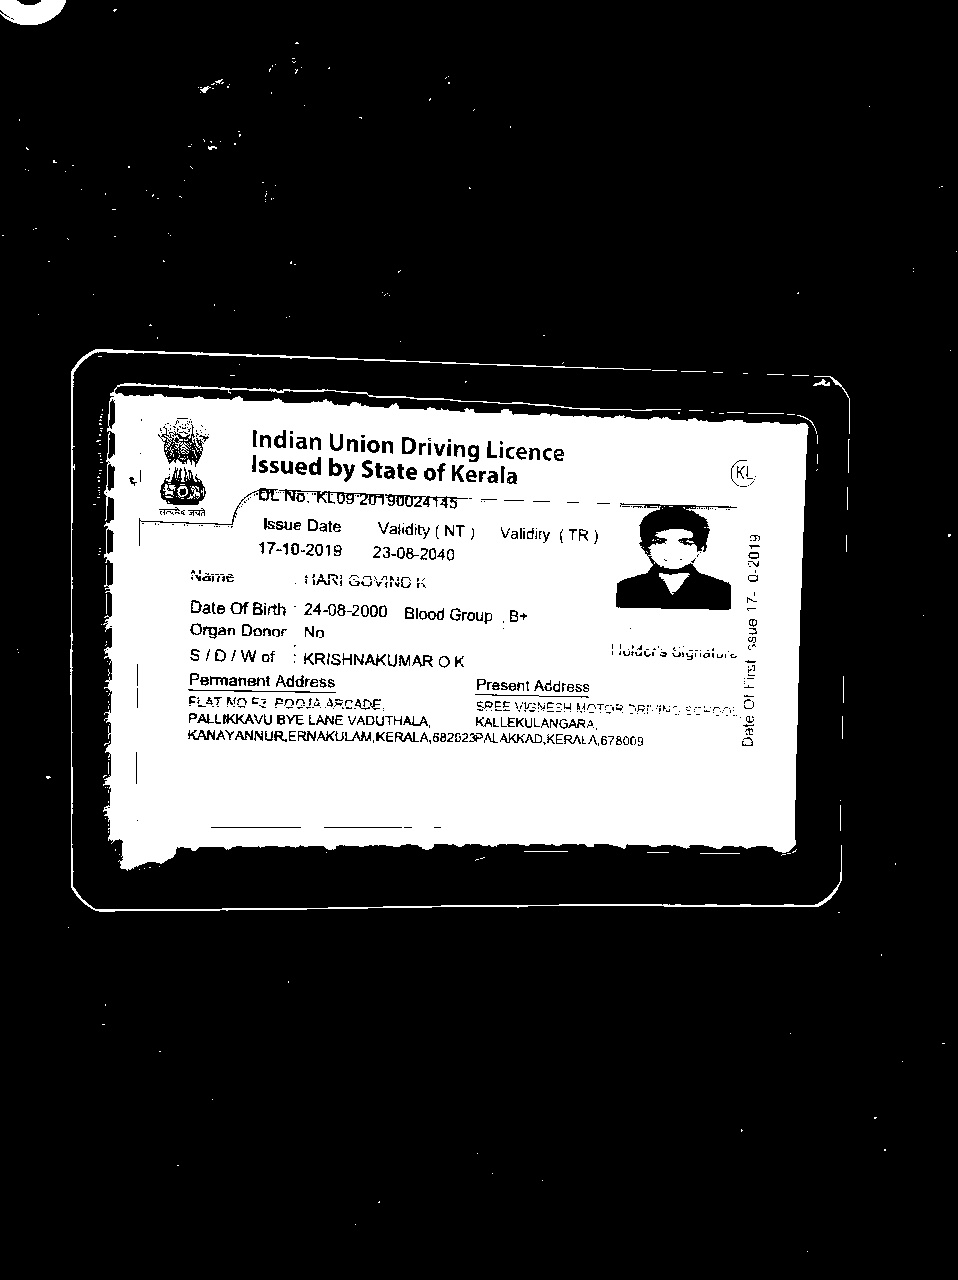 सत्यमेव जयते
Indian Union Driving Licence
Issued by State of Kerala
KL
DL No. KL09 20190024145
Issue Date Validity ( NT ) Validity ( TR )
17-10-2019 23-08-2040
Name : HARI GOVIND K
Date Of Birth : 24-08-2000 Blood Group : B+
Organ Donor : No
S / D / W of : KRISHNAKUMAR O K
Holder's Signature
Permanent Address
FLAT NO F2 POOJA ARCADE,
PALLIKKAVU BYE LANE VADUTHALA,
KANAYANNUR,ERNAKULAM,KERALA,682023
Present Address
SREE VIGNESH MOTOR DRIVING SCHOOL
KALLEKULANGARA,
PALAKKAD,KERALA,678009
Date Of First Issue 17-10-2019